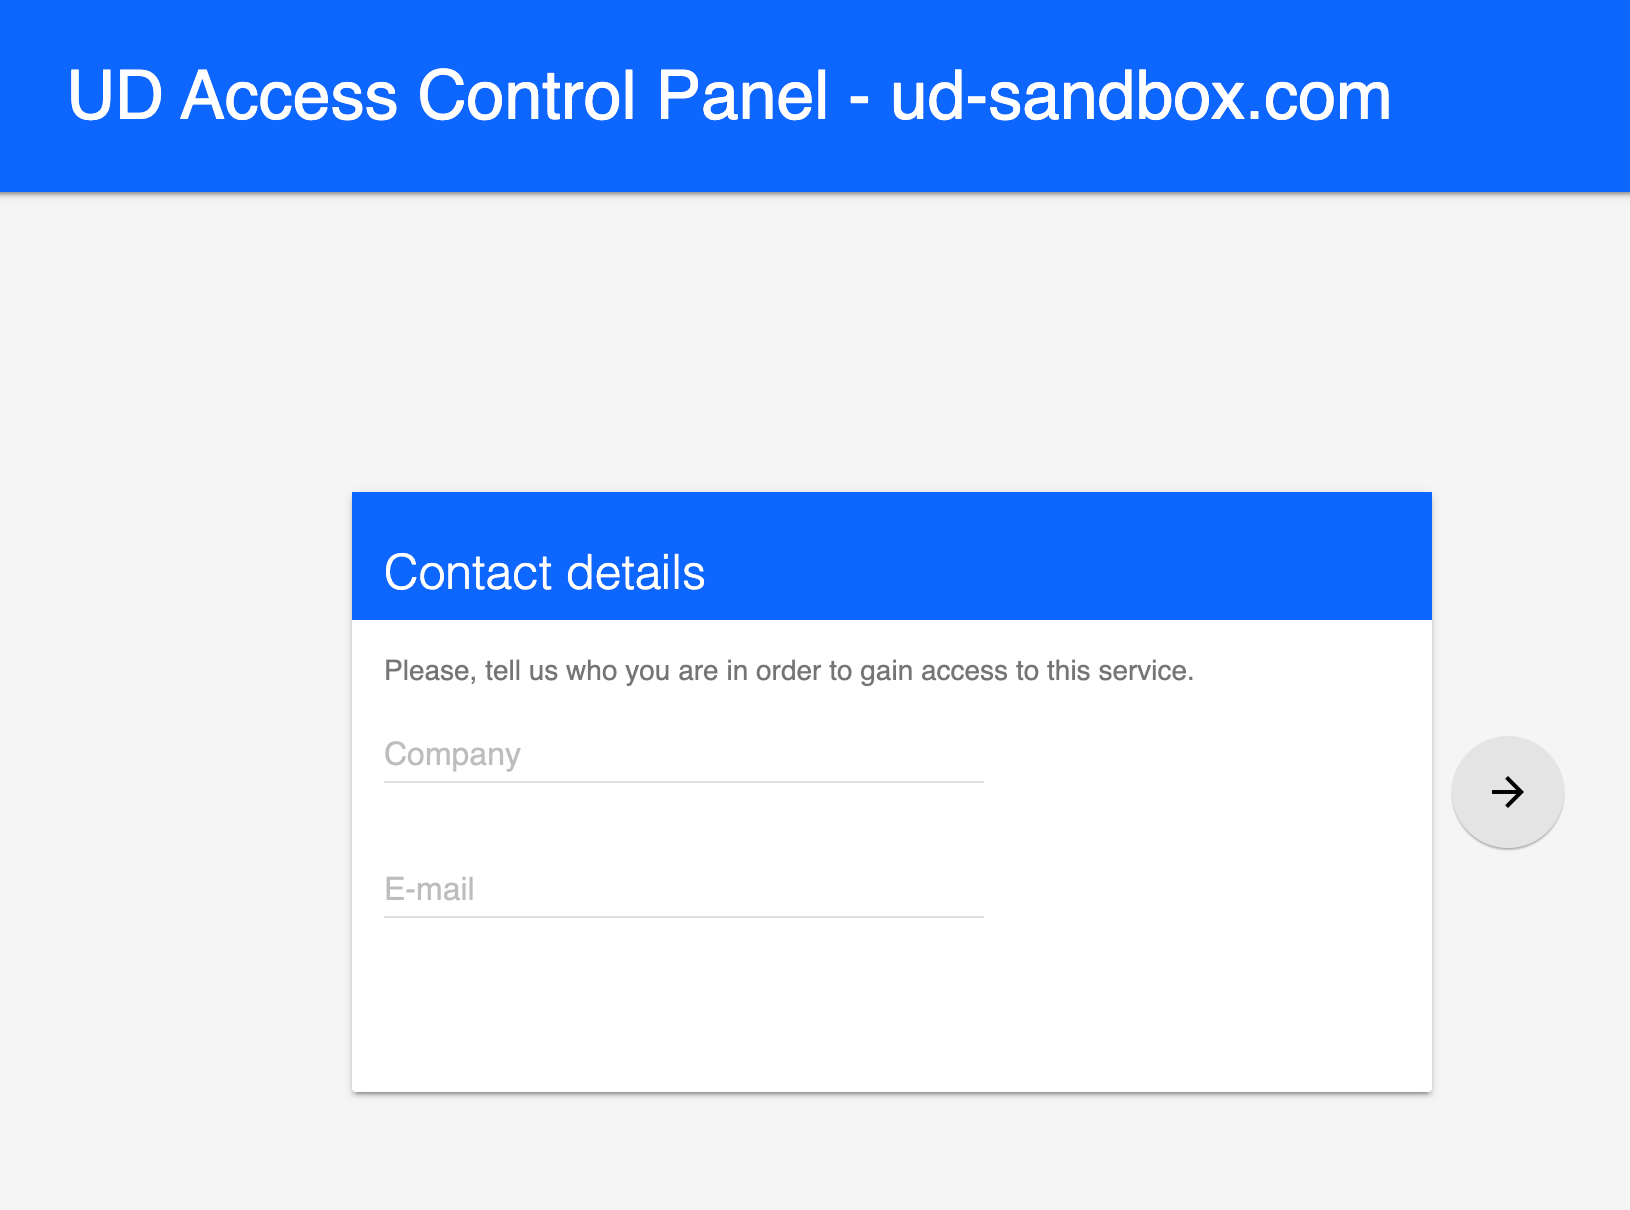 UD Access Control Panel - ud-sandbox.com
Contact details
Please, tell us who you are in order to gain access to this service.
Company
E-mail